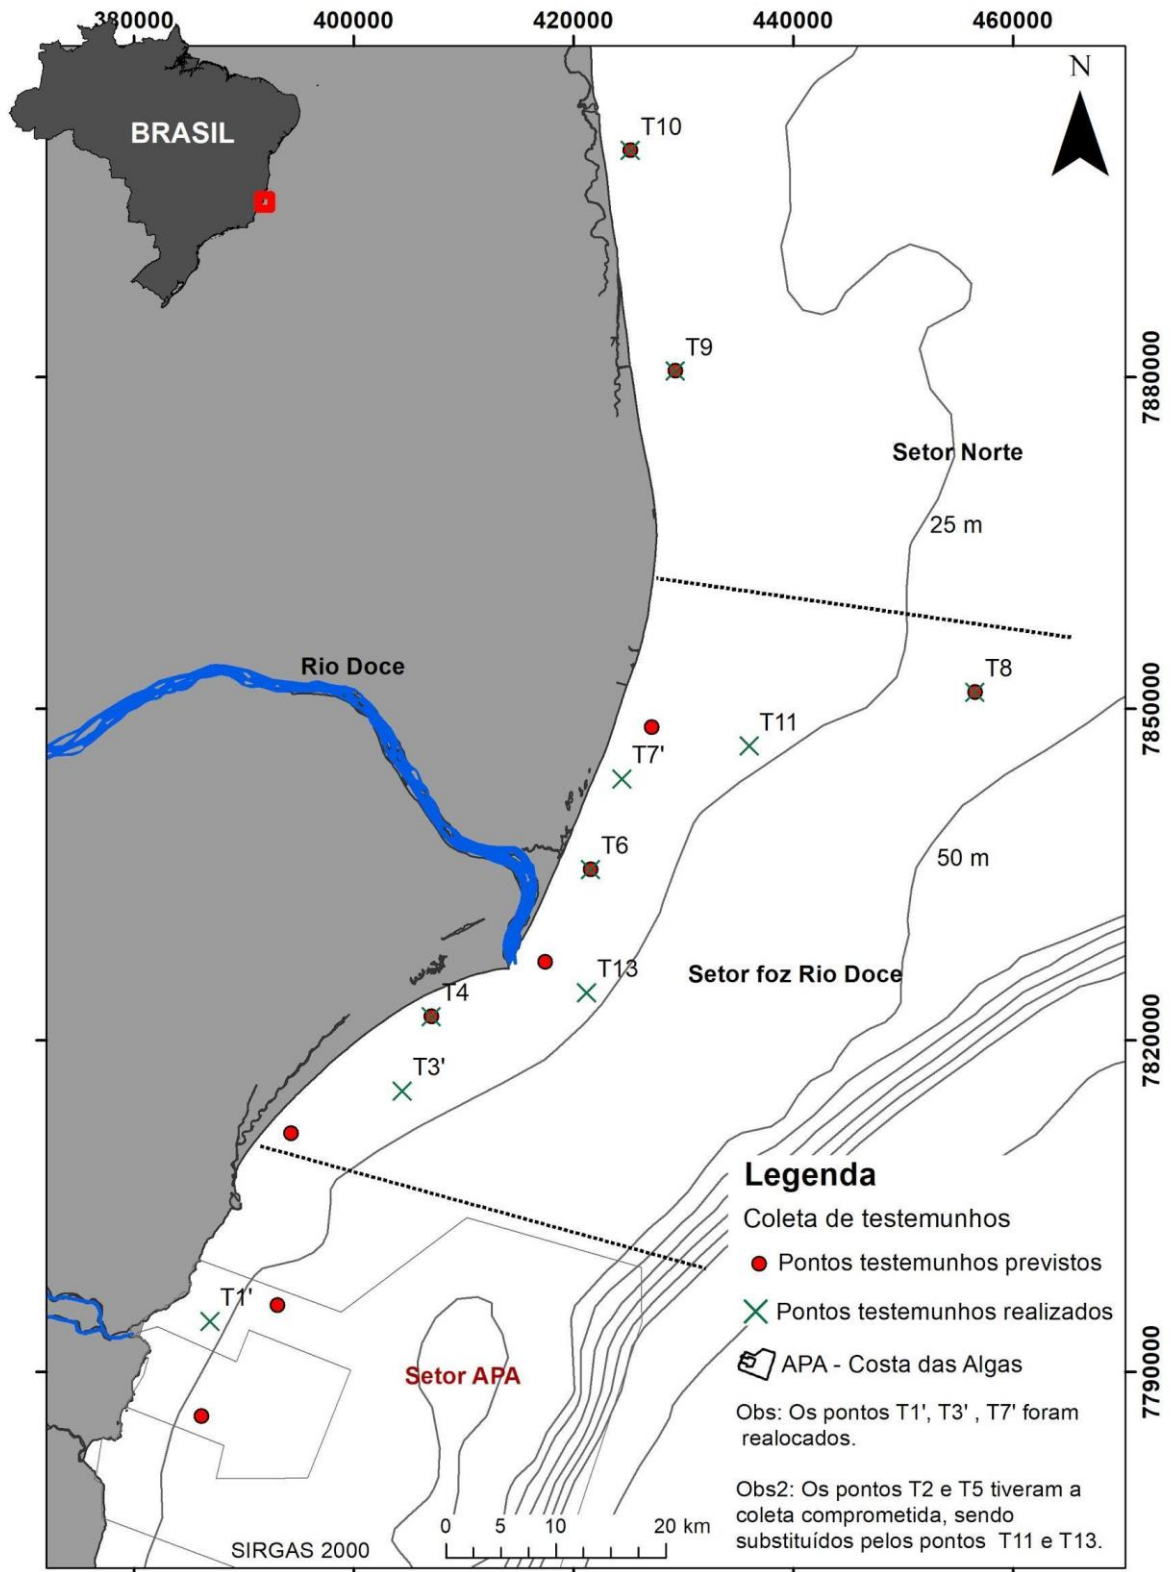 380000
400000
420000
440000
460000
BRASIL
N
T10
T9
7880000
Setor Norte
25 m
Rio Doce
T8
7850000
T11
T7'
T6
50 m
T13
Setor foz Rio Doce
T4
7820000
T3'
Legenda
Coleta de testemunhos
Pontos testemunhos previstos
Pontos testemunhos realizados
APA - Costa das Algas
Obs: Os pontos T1', T3' , T7' foram
realocados.
Obs2: Os pontos T2 e T5 tiveram a
coleta comprometida, sendo
substituídos pelos pontos T11 e T13.
T1'
Setor APA
7790000
0 5 10 20 km
SIRGAS 2000